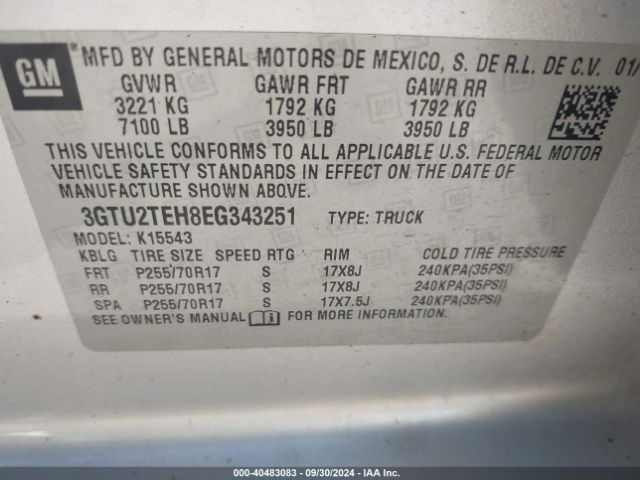 GM ® MFD BY GENERAL MOTORS DE MEXICO, S. DE R.L. DE C.V. 01/
GVWR GAWR FRT GAWR RR
3221 KG 1792 KG 1792 KG
7100 LB 3950 LB 3950 LB
THIS VEHICLE CONFORMS TO ALL APPLICABLE U.S. FEDERAL MOTOR
VEHICLE SAFETY STANDARDS IN EFFECT ON THE DATE OF
MANUFACTURE SHOWN ABOVE.
3GTU2TEH8EG343251 TYPE: TRUCK
MODEL: K15543
KBLG TIRE SIZE SPEED RTG RIM COLD TIRE PRESSURE
FRT P255/70R17 S 17X8J 240KPA(35PSI)
RR P255/70R17 S 17X8J 240KPA(35PSI)
SPA P255/70R17 S 17X7.5J 240KPA(35PSI)
SEE OWNER'S MANUAL FOR MORE INFORMATION.
000-40483083 - 09/30/2024 - IAA Inc.